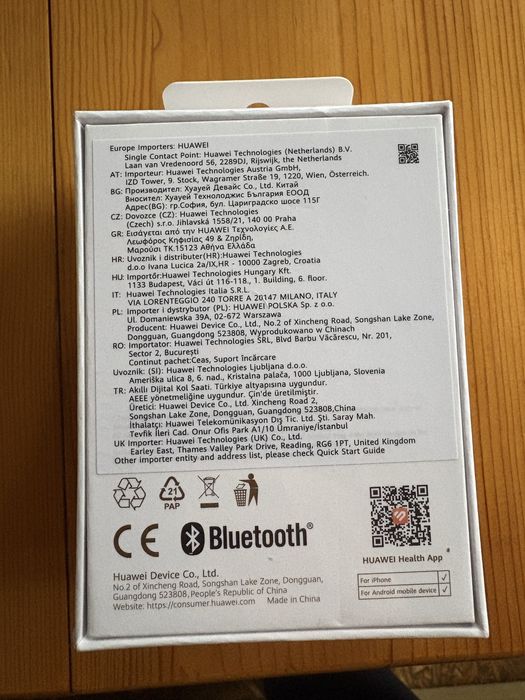 Europe Importers: HUAWEI
Single Contact Point: Huawei Technologies (Netherlands) B.V.
Laan van Vredenoord 56, 2289DJ, Rijswijk, the Netherlands
AT: Importeur: Huawei Technologies Austria GmbH,
IZD Tower, 9. Stock, Wagramer Straße 19, 1220, Wien, Österreich.
BG: Производител: Хуауей Девайс Со., Ltd. Китай
Вносител: Хуауей Технолоджис България ЕООД
Адрес(BG): гр.София, бул. Цариградско шосе 115Г
CZ: Dovozce (CZ): Huawei Technologies
(Czech) s.r.o. Jihlavská 1558/21, 140 00 Praha
GR: Εισάγεται από την HUAWEI Τεχνολογίες Α.Ε.
Λεωφόρος Κηφισίας 49 & Ζηρίδη,
Μαρούσι ΤΚ.15123 Αθήνα Ελλάδα
HR: Uvoznik i distributer(HR):Huawei Technologies
d.o.o Ivana Lucica 2a/IX,HR - 10000 Zagreb, Croatia
HU: Importőr:Huawei Technologies Hungary Kft.
1133 Budapest, Váci út 116-118., 1. Building, 6. floor.
IT: Huawei Technologies Italia S.R.L.
VIA LORENTEGGIO 240 TORRE A 20147 MILANO, ITALY
PL: Importer i dystrybutor (PL): HUAWEI POLSKA Sp. z o.o.
Ul. Domaniewska 39A, 02-672 Warszawa
Producent: Huawei Device Co., Ltd., No.2 of Xincheng Road, Songshan Lake Zone,
Dongguan, Guangdong 523808, Wyprodukowano w Chinach
RO: Importator: Huawei Technologies SRL, Blvd Barbu Văcărescu, Nr. 201,
Sector 2, București
Continut pachet:Ceas, Suport încărcare
Uvoznik: (SI): Huawei Technologies Ljubljana d.o.o.
Ameriška ulica 8, 6. nad., Kristalna palača, 1000 Ljubljana, Slovenia
TR: Akıllı Dijital Kol Saati. Türkiye altyapısına uygundur.
AEEE yönetmeliğine uygundur. Çin'de üretilmiştir.
Üretici: Huawei Device Co., Ltd. Xincheng Road 2,
Songshan Lake Zone, Dongguan, Guangdong 523808,China
İthalatçı: Huawei Telekomünikasyon Dış Tic. Ltd. Şti. Saray Mah.
Tevfik İleri Cad. Onur Ofis Park A1/10 Ümraniye/İstanbul
UK Importer: Huawei Technologies (UK) Co., Ltd.
Earley East, Thames Valley Park Drive, Reading, RG6 1PT, United Kingdom
Other importer entity and address list, please check Quick Start Guide
21
PAP
CE
Bluetooth®
HUAWEI Health App
For iPhone ✓
For Android mobile device ✓
Huawei Device Co., Ltd.
No.2 of Xincheng Road, Songshan Lake Zone, Dongguan,
Guangdong 523808,People's Republic of China
Website: https://consumer.huawei.com Made in China